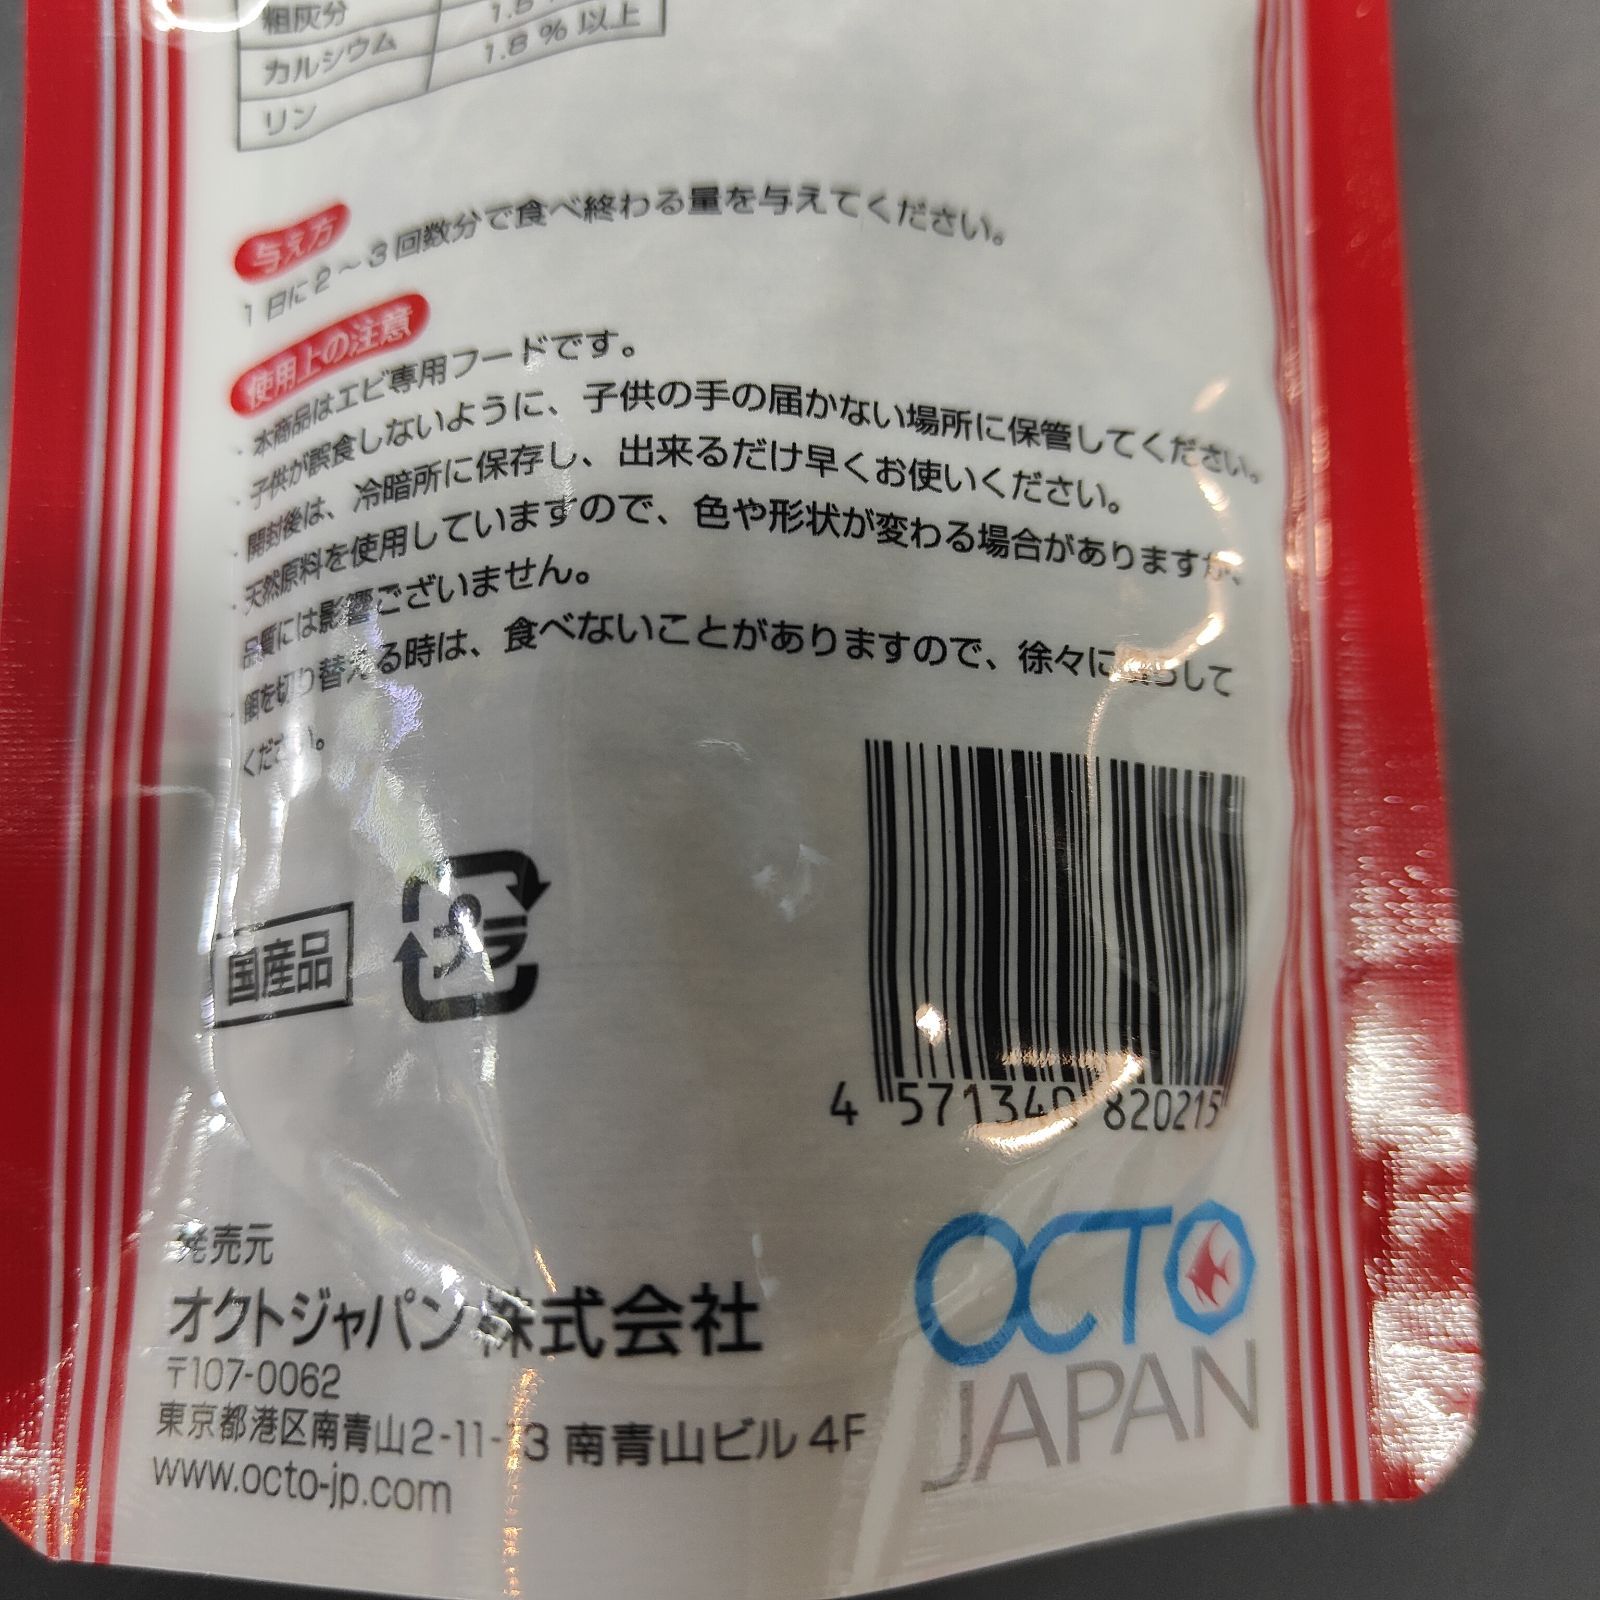 粗灰分
カルシウム 1.5
リン 1.8 % 以上
与え方
1日に2～3回数分で食べ終わる量を与えてください。
使用上の注意
・本商品はエビ専用フードです。
・子供が誤食しないように、子供の手の届かない場所に保管してください。
・開封後は、冷暗所に保存し、出来るだけ早くお使いください。
・天然原料を使用していますので、色や形状が変わる場合がありますが、
品質には影響ございません。
・餌を切り替える時は、食べないことがありますので、徐々に慣らして
ください。
国産品
プラ
4 571340 820215
発売元
オクトジャパン株式会社
〒107-0062
東京都港区南青山2-11-13 南青山ビル 4F
www.octo-jp.com
OCTO
JAPAN